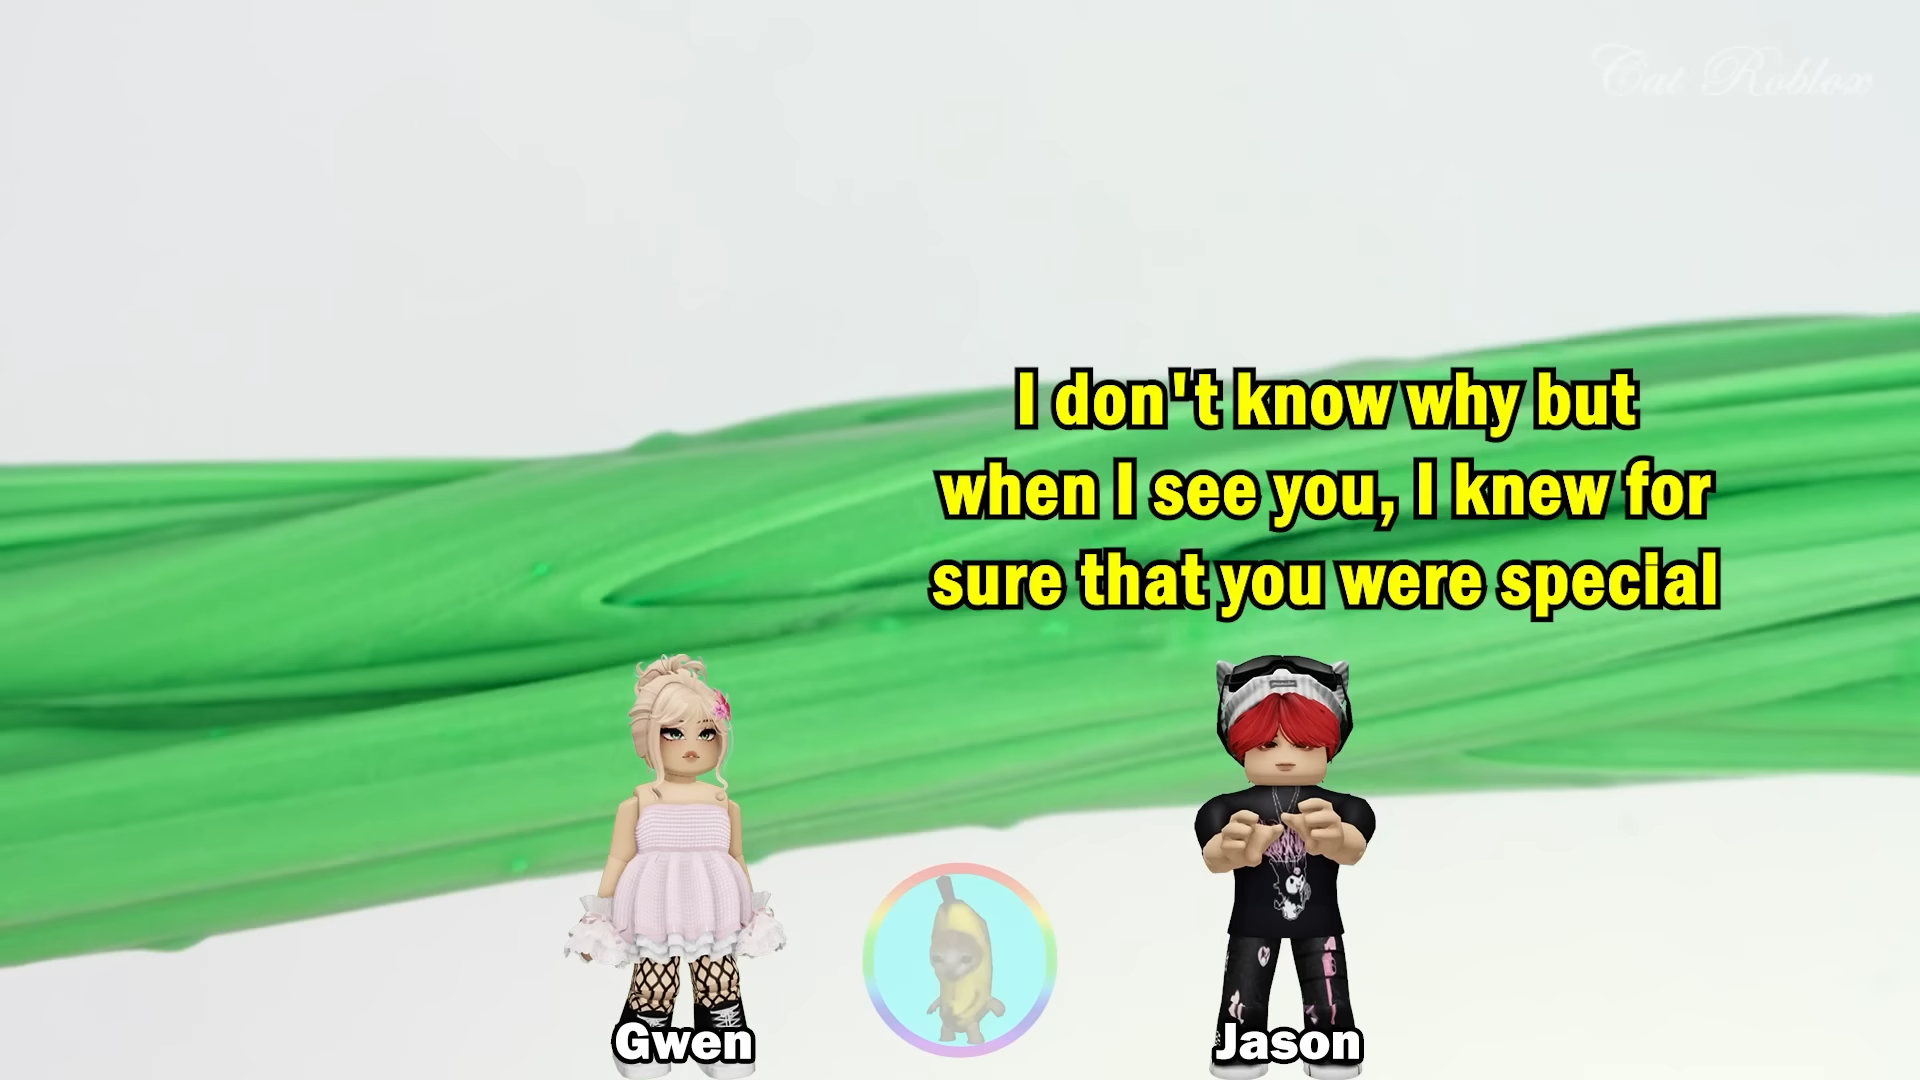 Cat Roblox
I don't know why but
when I see you, I knew for
sure that you were special
Gwen
Jason